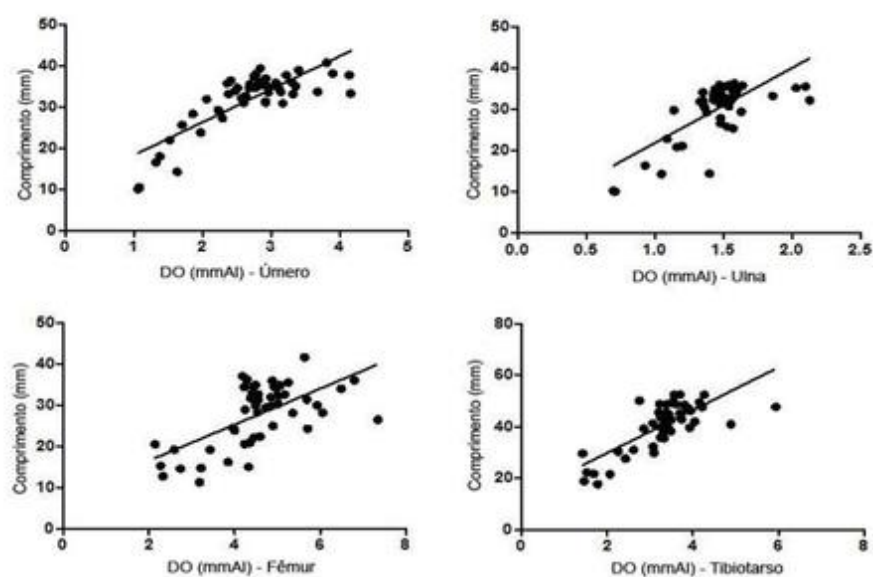 50
40
30
20
10
0
Comprimento (mm)
0 1 2 3 4 5
DO (mmAl) - Úmero
50
40
30
20
10
0
Comprimento (mm)
0.0 0.5 1.0 1.5 2.0 2.5
DO (mmAl) - Ulna
50
40
30
20
10
0
Comprimento (mm)
0 2 4 6 8
DO (mmAl) - Fêmur
80
60
40
20
0
Comprimento (mm)
0 2 4 6 8
DO (mmAl) - Tibiotarso